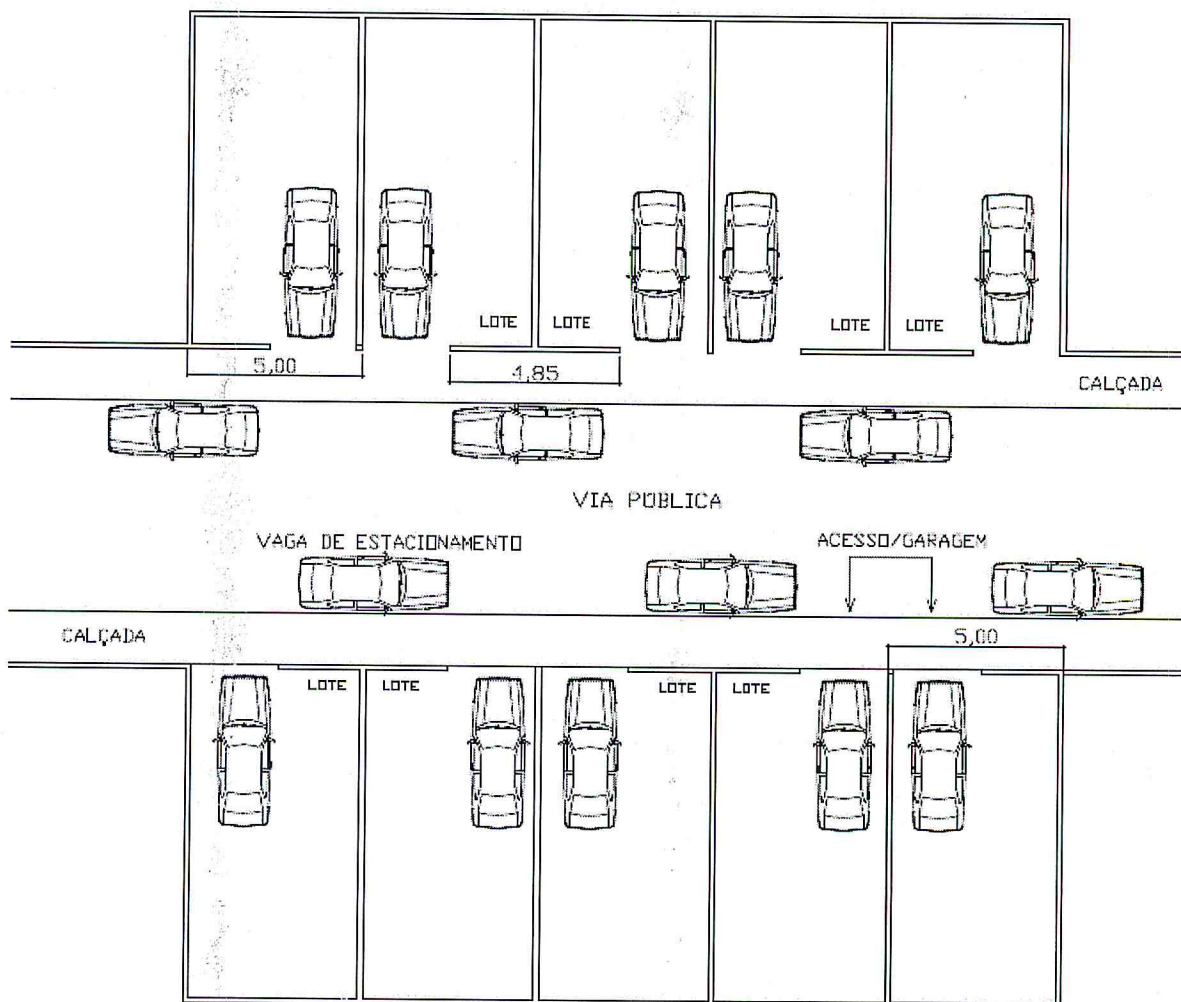 LOTE LOTE LOTE LOTE
5,00 4,85
CALÇADA
VIA PÚBLICA
VAGA DE ESTACIONAMENTO ACESSO/GARAGEM
CALÇADA 5,00
LOTE LOTE LOTE LOTE